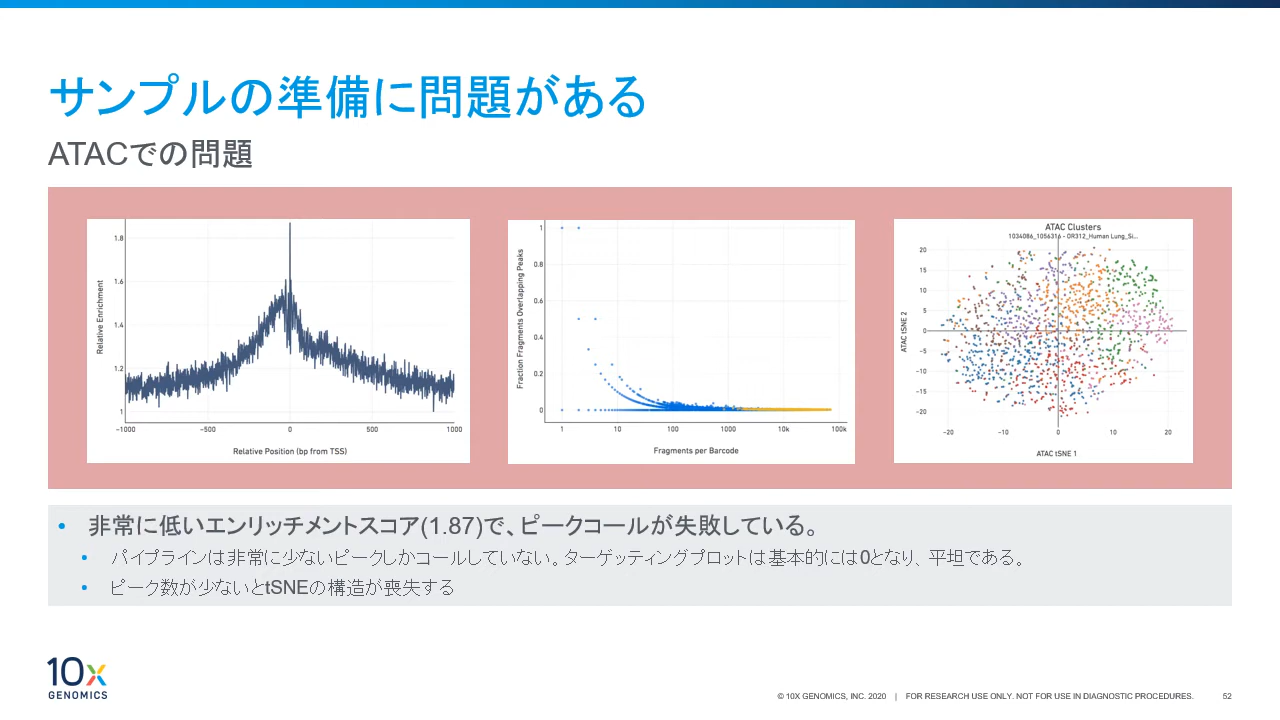 サンプルの準備に問題がある
ATACでの問題
1.8
1.6
1.4
1.2
1
Relative Enrichment
−1000
−500
0
500
1000
Relative Position (bp from TSS)
1
0.8
0.6
0.4
0.2
0
Fraction Fragments Overlapping Peaks
1
10
100
1000
10k
100k
Fragments per Barcode
ATAC Clusters
1034086_1056316 - OR312_Human Lung_Si...
20
15
10
5
0
−5
−10
−15
−20
ATAC tSNE 2
−20
−10
0
10
20
ATAC tSNE 1
• 非常に低いエンリッチメントスコア(1.87)で、ピークコールが失敗している。
• パイプラインは非常に少ないピークしかコールしていない。ターゲッティングプロットは基本的には0となり、平坦である。
• ピーク数が少ないとtSNEの構造が喪失する
10x
GENOMICS
© 10X GENOMICS, INC. 2020 | FOR RESEARCH USE ONLY. NOT FOR USE IN DIAGNOSTIC PROCEDURES. 52